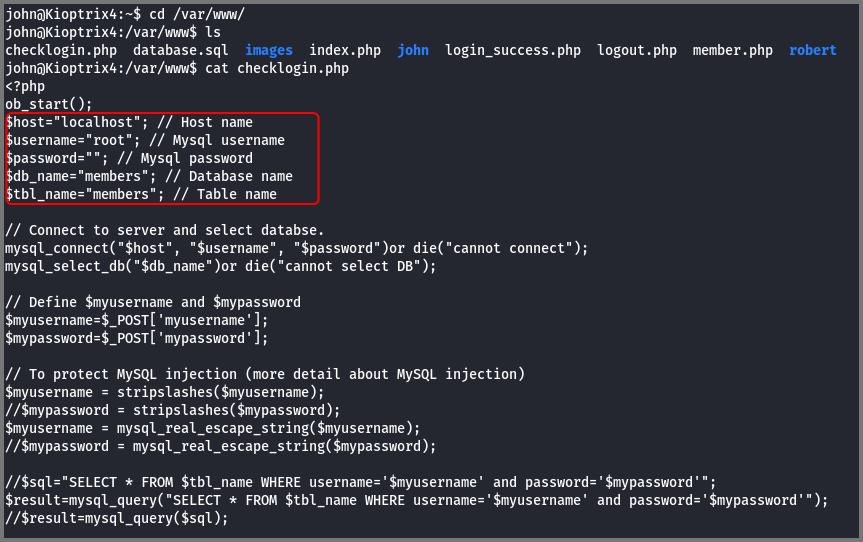 john@Kioptrix4:~$ cd /var/www/
john@Kioptrix4:/var/www$ ls
checklogin.php  database.sql  images  index.php  john  login_success.php  logout.php  member.php  robert
john@Kioptrix4:/var/www$ cat checklogin.php
<?php
ob_start();
$host="localhost"; // Host name
$username="root"; // Mysql username
$password=""; // Mysql password
$db_name="members"; // Database name
$tbl_name="members"; // Table name

// Connect to server and select databse.
mysql_connect("$host", "$username", "$password")or die("cannot connect");
mysql_select_db("$db_name")or die("cannot select DB");

// Define $myusername and $mypassword
$myusername=$_POST['myusername'];
$mypassword=$_POST['mypassword'];

// To protect MySQL injection (more detail about MySQL injection)
$myusername = stripslashes($myusername);
//$mypassword = stripslashes($mypassword);
$myusername = mysql_real_escape_string($myusername);
//$mypassword = mysql_real_escape_string($mypassword);

//$sql="SELECT * FROM $tbl_name WHERE username='$myusername' and password='$mypassword'";
$result=mysql_query("SELECT * FROM $tbl_name WHERE username='$myusername' and password='$mypassword'");
//$result=mysql_query($sql);